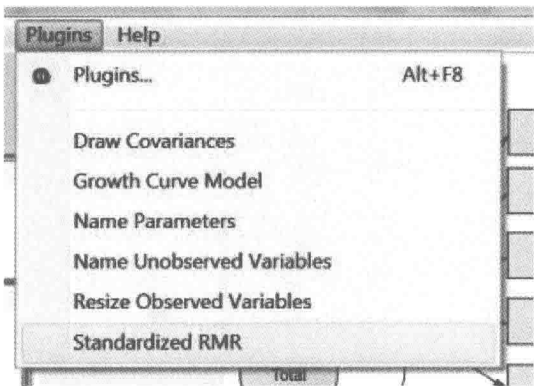 Plugins Help
Plugins... Alt+F8
Draw Covariances
Growth Curve Model
Name Parameters
Name Unobserved Variables
Resize Observed Variables
Standardized RMR
Total